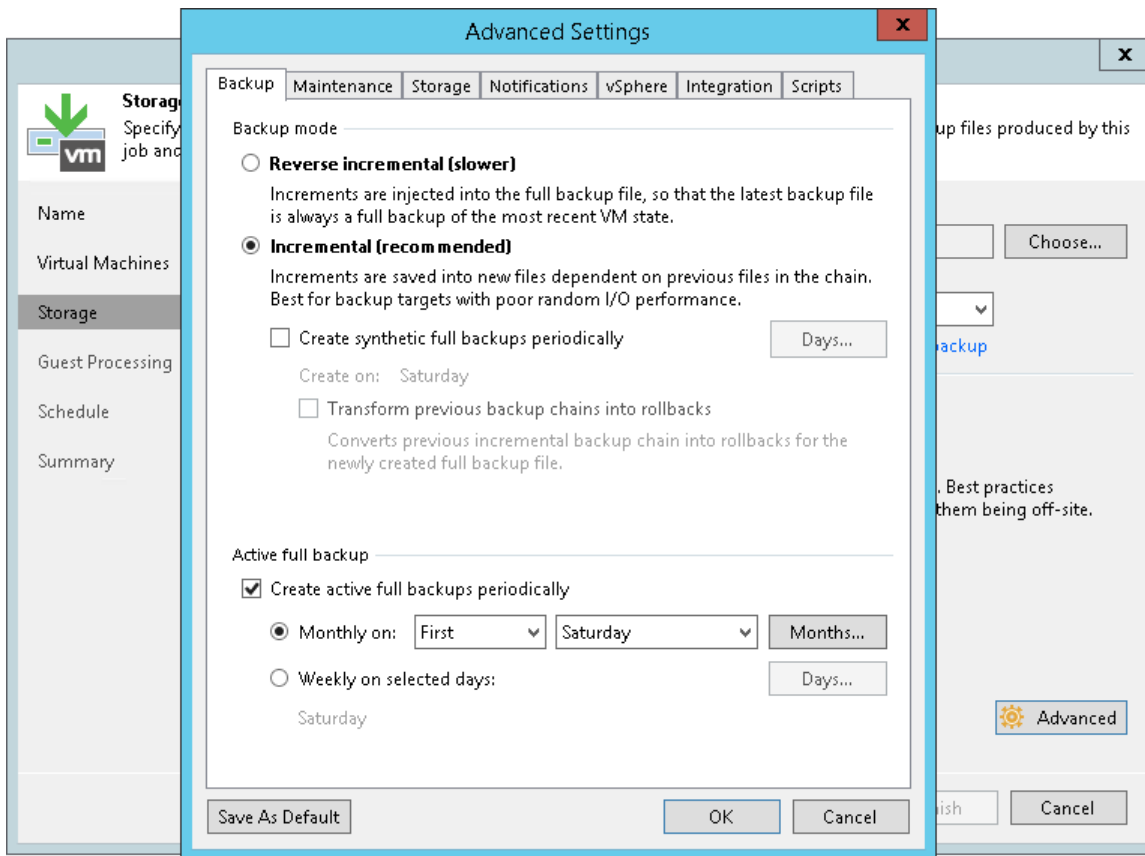 Advanced Settings
x
x
Backup
Maintenance
Storage
Notifications
vSphere
Integration
Scripts
Storag
Specify
job and
up files produced by this
vm
Name
Virtual Machines
Storage
Guest Processing
Schedule
Summary
Backup mode
Reverse incremental (slower)
Increments are injected into the full backup file, so that the latest backup file
is always a full backup of the most recent VM state.
Incremental (recommended)
Increments are saved into new files dependent on previous files in the chain.
Best for backup targets with poor random I/O performance.
Create synthetic full backups periodically
Days...
Create on: Saturday
Transform previous backup chains into rollbacks
Converts previous incremental backup chain into rollbacks for the
newly created full backup file.
Active full backup
Create active full backups periodically
Monthly on: First Saturday Months...
Weekly on selected days: Days...
Saturday
Choose...
backup
. Best practices
them being off-site.
Advanced
Save As Default
OK
Cancel
ish
Cancel